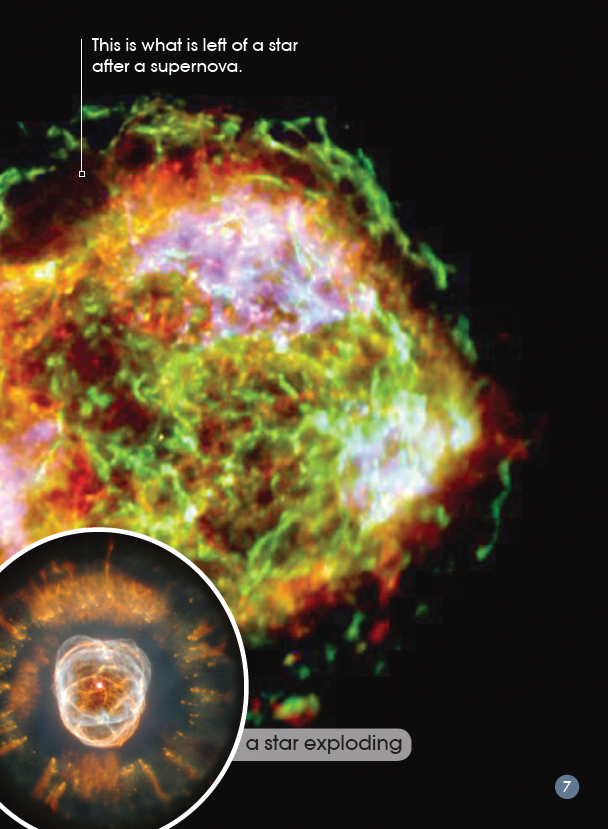 This is what is left of a star
after a supernova.
a star exploding
7